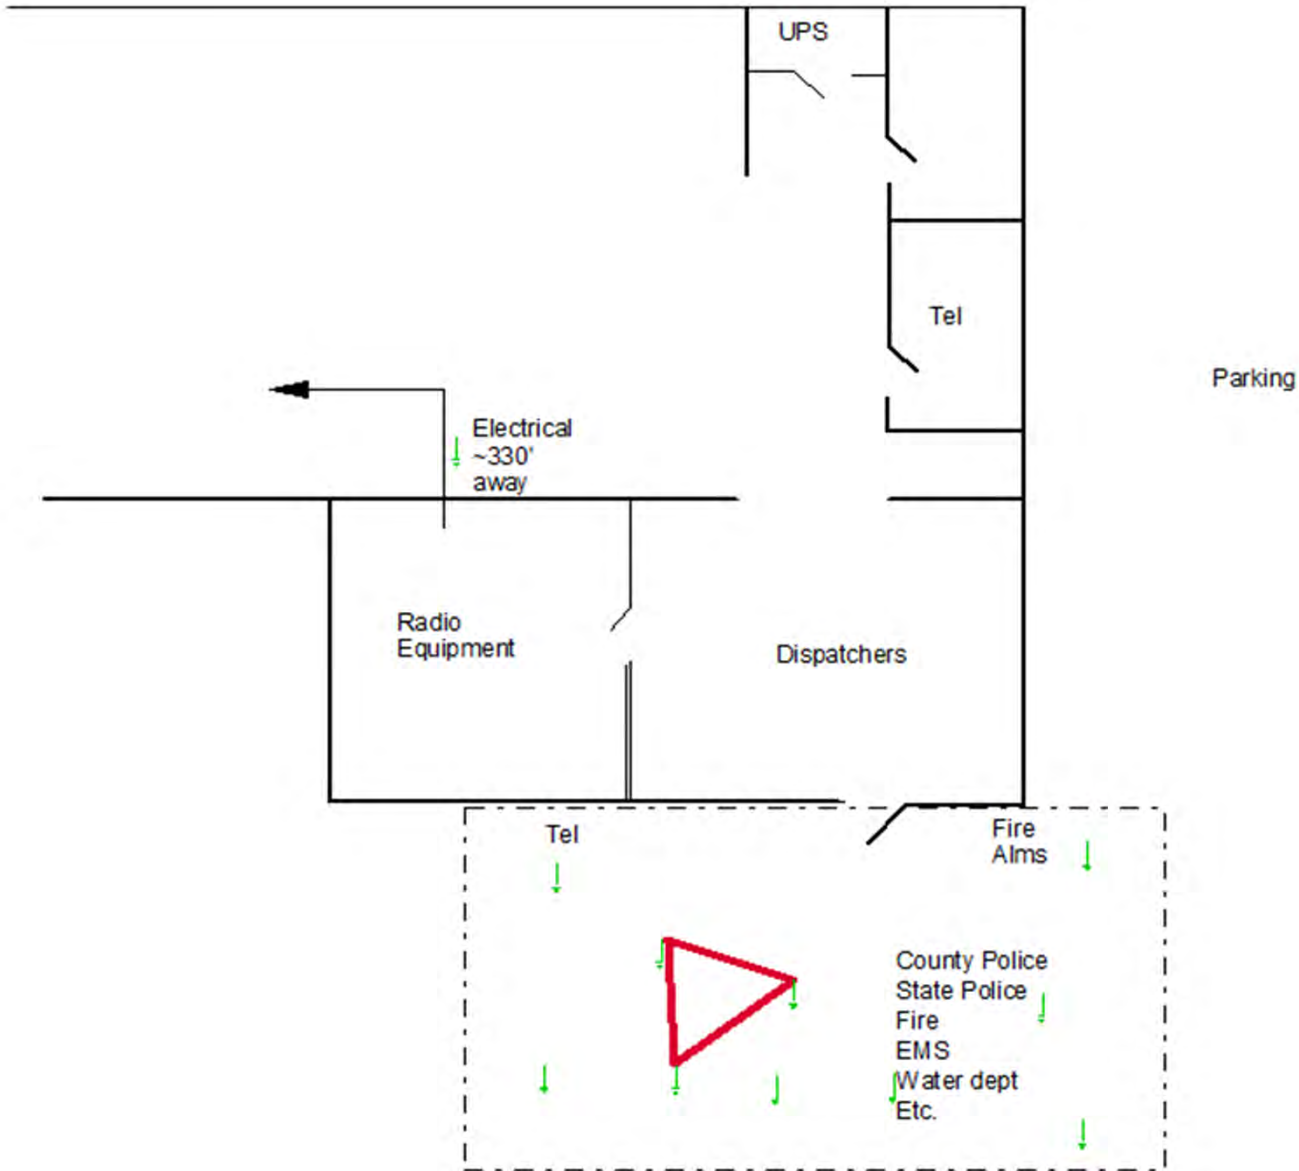 UPS
Tel
Parking
Electrical
~330'
away
Radio
Equipment
Dispatchers
Tel
Fire
Alms
County Police
State Police
Fire
EMS
Water dept
Etc.